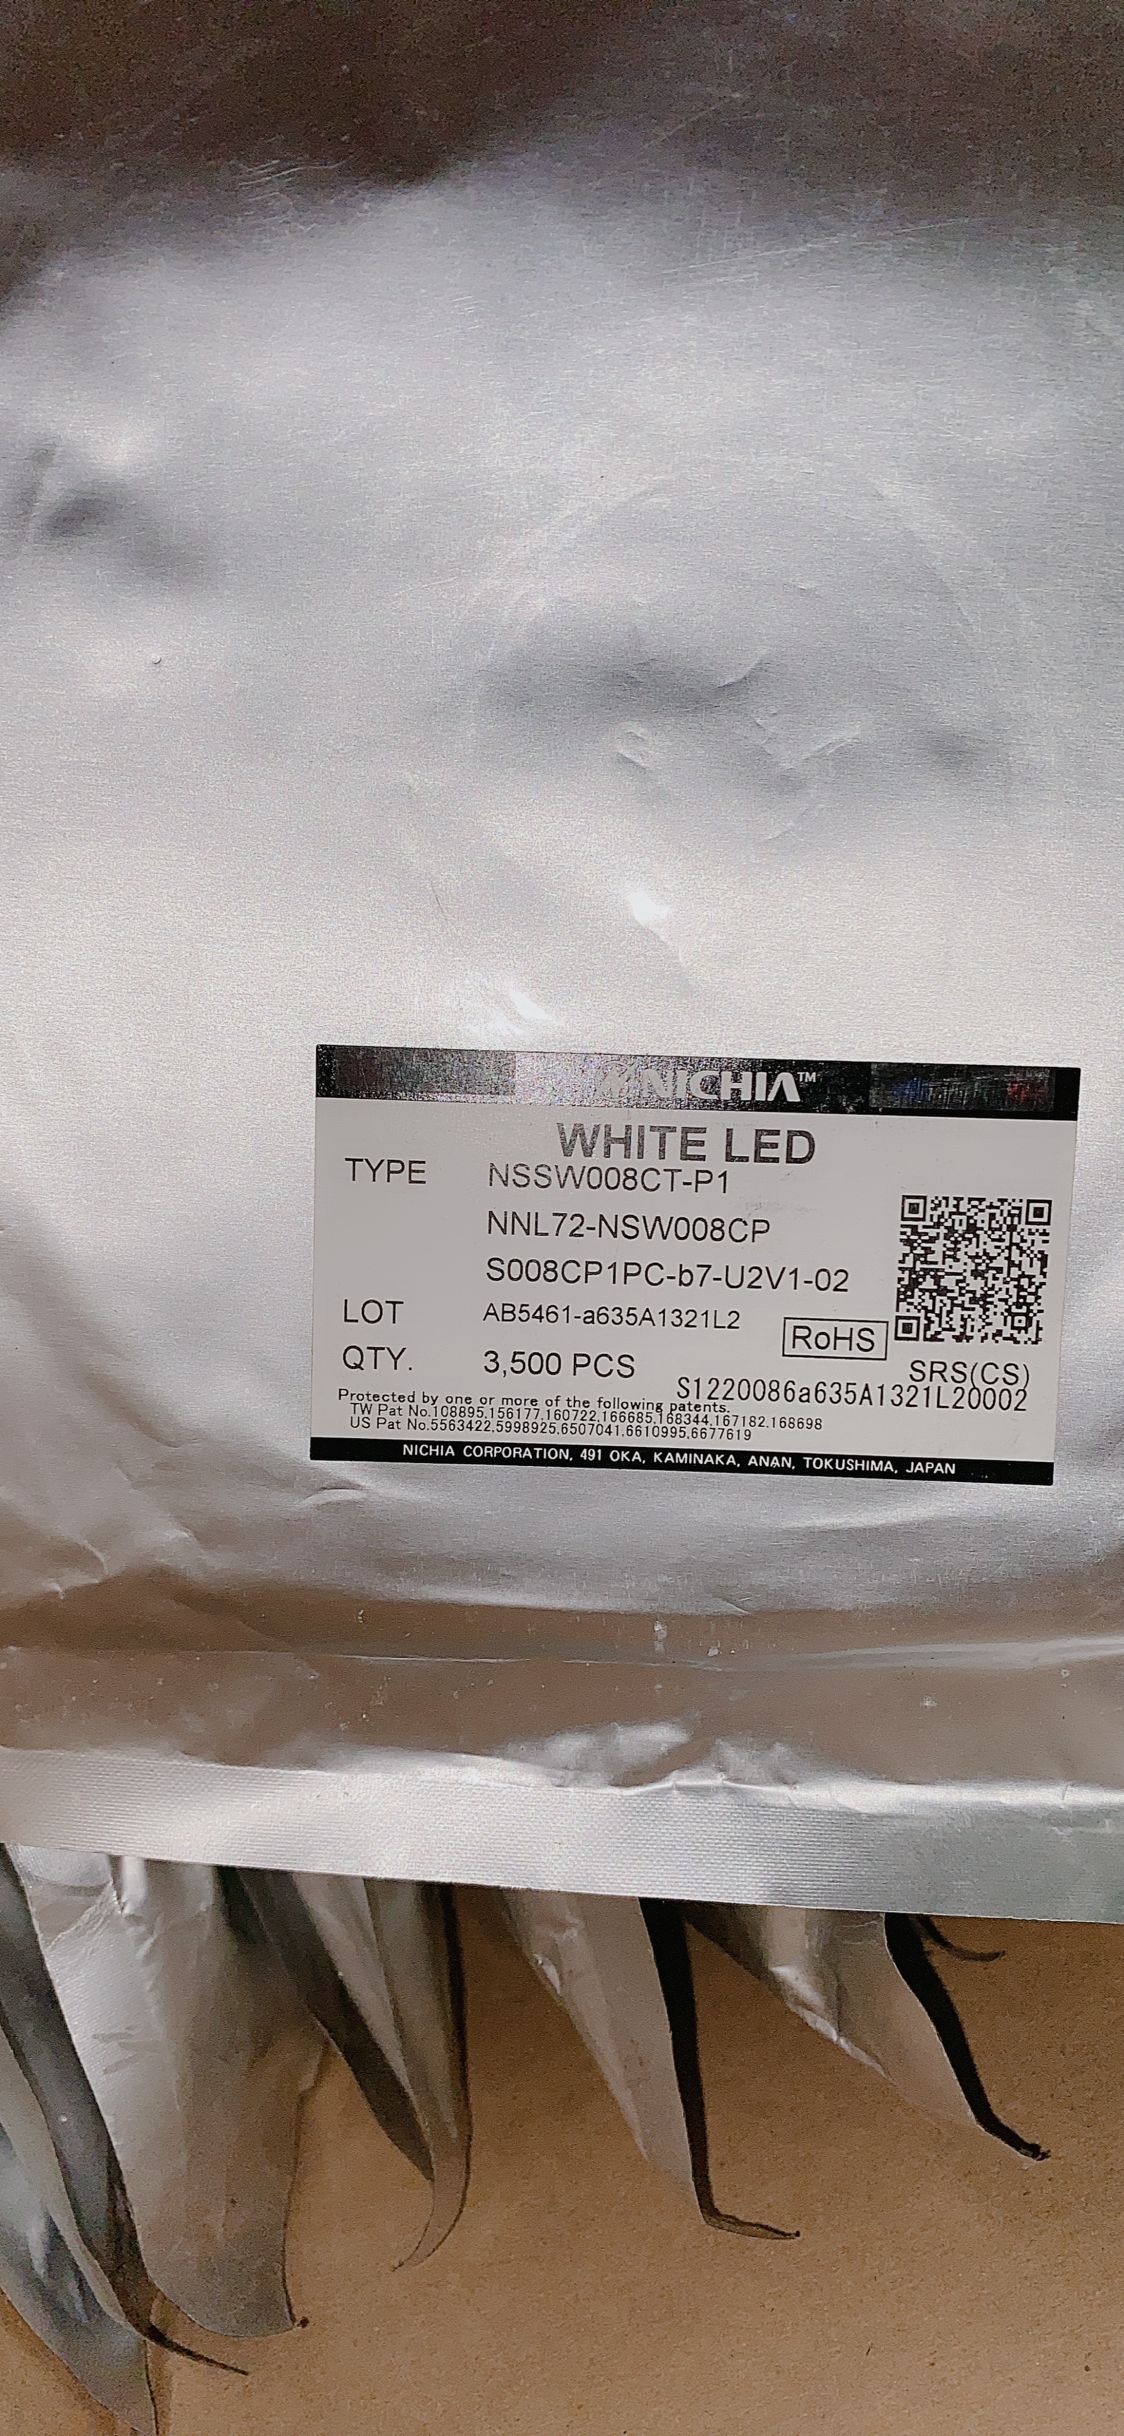 NICHIA™
WHITE LED
TYPE NSSW008CT-P1
NNL72-NSW008CP
S008CP1PC-b7-U2V1-02
LOT AB5461-a635A1321L2
RoHS
QTY. 3,500 PCS
SRS(CS)
S1220086a635A1321L20002
Protected by one or more of the following patents.
TW Pat No.108895,156177,160722,166685,168344,167182,168698
US Pat No.5563422,5998925,6507041,6610995,6677619
NICHIA CORPORATION, 491 OKA, KAMINAKA, ANAN, TOKUSHIMA, JAPAN